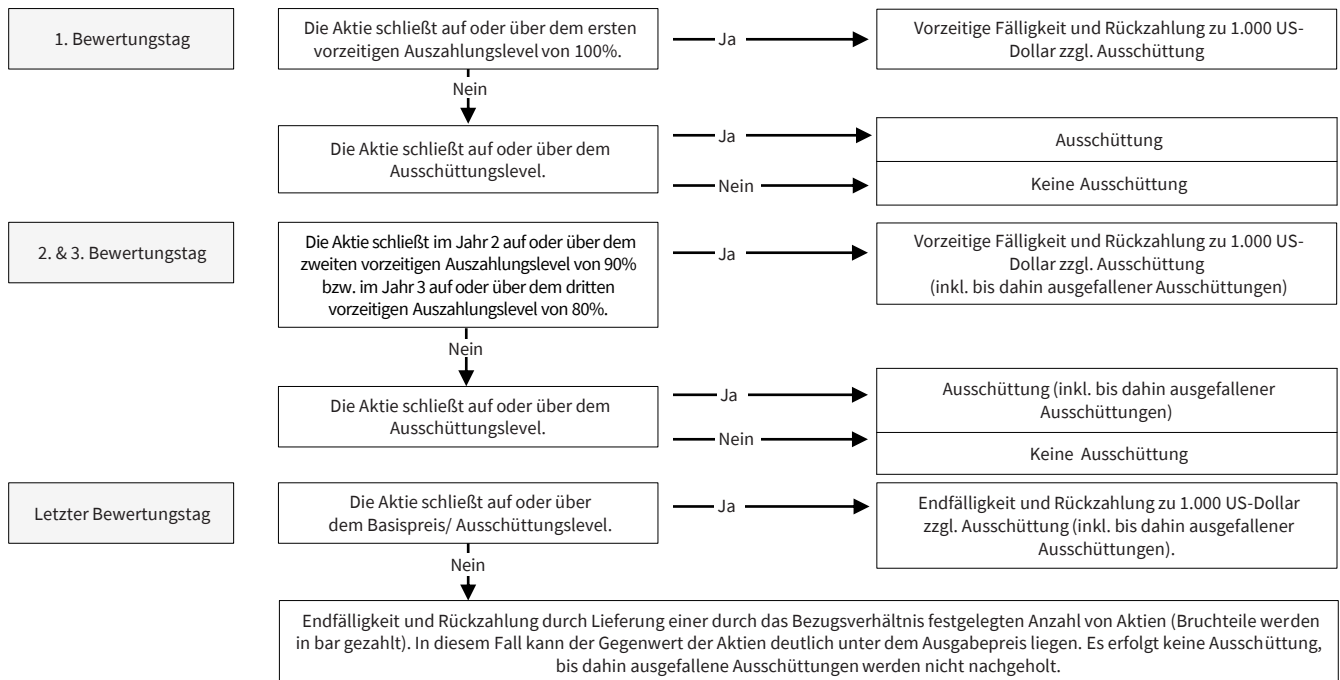 1. Bewertungstag
Die Aktie schließt auf oder über dem ersten
vorzeitigen Auszahlungslevel von 100%.
Ja
Vorzeitige Fälligkeit und Rückzahlung zu 1.000 US-
Dollar zzgl. Ausschüttung
Nein
Die Aktie schließt auf oder über dem
Ausschüttungslevel.
Ja
Ausschüttung
Nein
Keine Ausschüttung
2. & 3. Bewertungstag
Die Aktie schließt im Jahr 2 auf oder über dem
zweiten vorzeitigen Auszahlungslevel von 90%
bzw. im Jahr 3 auf oder über dem dritten
vorzeitigen Auszahlungslevel von 80%.
Ja
Vorzeitige Fälligkeit und Rückzahlung zu 1.000 US-
Dollar zzgl. Ausschüttung
(inkl. bis dahin ausgefallener Ausschüttungen)
Nein
Die Aktie schließt auf oder über dem
Ausschüttungslevel.
Ja
Ausschüttung (inkl. bis dahin ausgefallener
Ausschüttungen)
Nein
Keine Ausschüttung
Letzter Bewertungstag
Die Aktie schließt auf oder über
dem Basispreis/ Ausschüttungslevel.
Ja
Endfälligkeit und Rückzahlung zu 1.000 US-Dollar
zzgl. Ausschüttung (inkl. bis dahin ausgefallener
Ausschüttungen).
Nein
Endfälligkeit und Rückzahlung durch Lieferung einer durch das Bezugsverhältnis festgelegten Anzahl von Aktien (Bruchteile werden
in bar gezahlt). In diesem Fall kann der Gegenwert der Aktien deutlich unter dem Ausgabepreis liegen. Es erfolgt keine Ausschüttung,
bis dahin ausgefallene Ausschüttungen werden nicht nachgeholt.